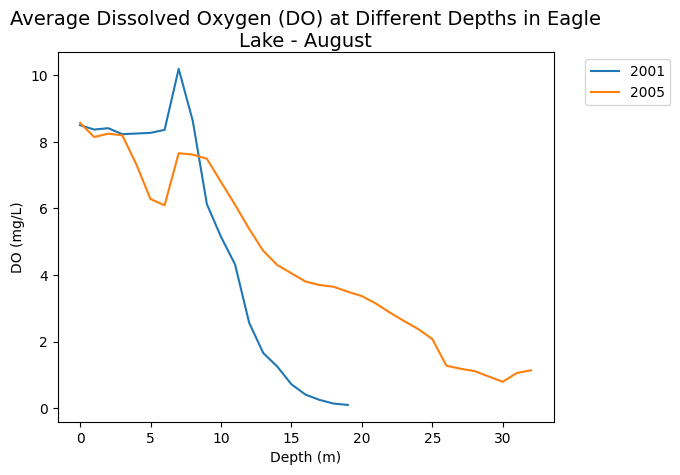 Average Dissolved Oxygen (DO) at Different Depths in Eagle
Lake - August
2001
2005
DO (mg/L)
10
8
6
4
2
0
0 5 10 15 20 25 30
Depth (m)